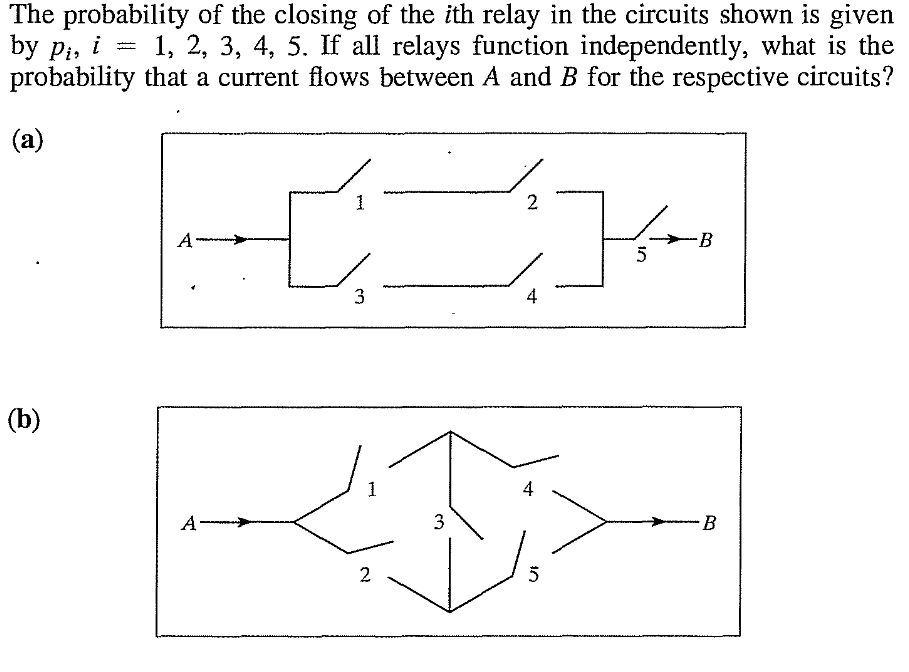 The probability of the closing of the ith relay in the circuits shown is given
by pᵢ, i = 1, 2, 3, 4, 5. If all relays function independently, what is the
probability that a current flows between A and B for the respective circuits?
(a)
1
2
A
B
5
3
4
(b)
1
4
A
3
B
2
5